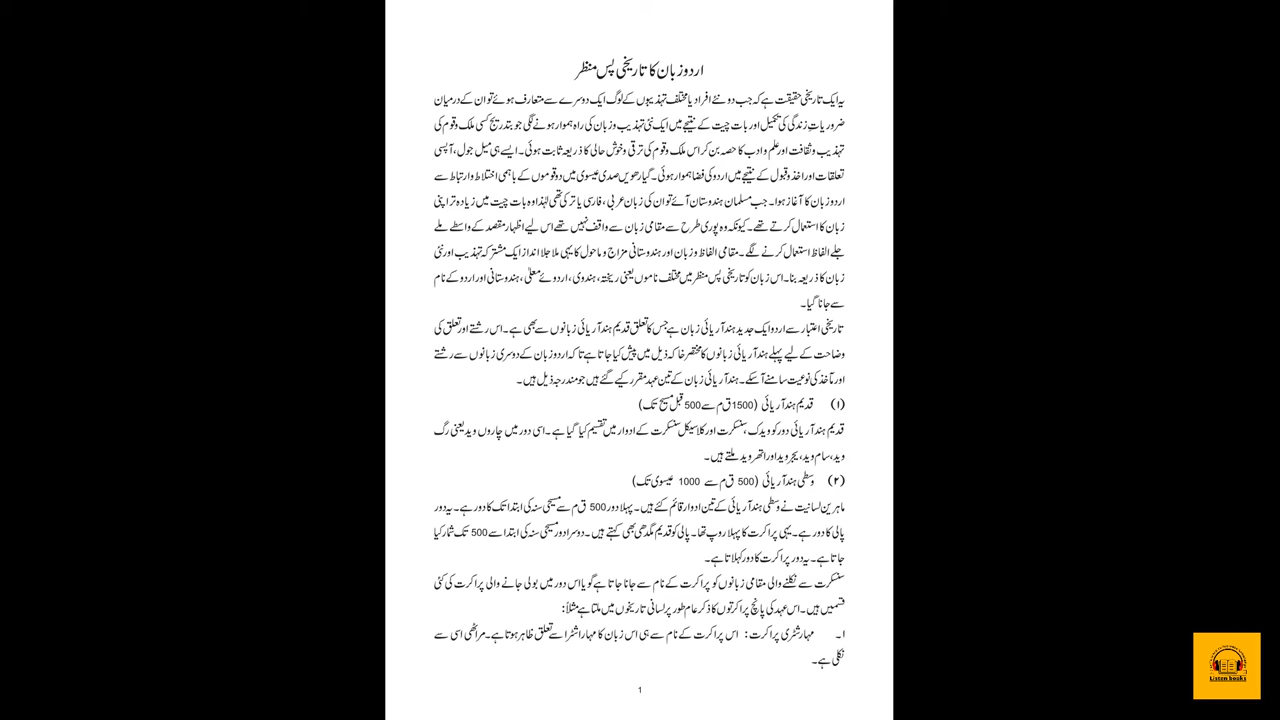 اردو زبان کا تاریخی پس منظر
یہ ایک تاریخی حقیقت ہے کہ جب دو نئے افراد یا مختلف تہذیبوں کے لوگ ایک دوسرے سے متعارف ہوئے تو ان کے درمیان
ضروریاتِ زندگی کی تکمیل اور بات چیت کے نتیجے میں ایک نئی تہذیب و زبان کی راہ ہموار ہونے لگی جو بتدریج کسی ملک و قوم کی
تہذیب و ثقافت اور علم و ادب کا حصہ بن کر اس ملک و قوم کی ترقی و خوش حالی کا ذریعہ ثابت ہوئی۔ ایسے ہی میل جول، آپسی
تعلقات اور اخذ و قبول کے نتیجے میں اردو کی فضا ہموار ہوئی۔ گیارھویں صدی عیسوی میں دو قوموں کے باہمی اختلاط و ارتباط سے
اردو زبان کا آغاز ہوا۔ جب مسلمان ہندوستان آئے تو ان کی زبان عربی، فارسی یا ترکی تھی لہٰذا وہ بات چیت میں زیادہ تر اپنی
زبان کا استعمال کرتے تھے۔ کیونکہ وہ پوری طرح سے مقامی زبان سے واقف نہیں تھے اس لیے اظہار مقصد کے واسطے ملے
جلے الفاظ استعمال کرنے لگے۔ مقامی الفاظ و زبان اور ہندوستانی مزاج و ماحول کا یہی ملا جلا انداز ایک مشترکہ تہذیب اور نئی
زبان کا ذریعہ بنا۔ اس زبان کو تاریخی پس منظر میں مختلف ناموں یعنی ریختہ، ہندوی، اردوئے معلیٰ، ہندوستانی اور اردو کے نام
سے جانا گیا۔
تاریخی اعتبار سے اردو ایک جدید ہند آریائی زبان ہے جس کا تعلق قدیم ہند آریائی زبانوں سے بھی ہے۔ اس رشتے اور تعلق کی
وضاحت کے لیے پہلے ہند آریائی زبانوں کا مختصر خاکہ ذیل میں پیش کیا جاتا ہے تاکہ اردو زبان کے دوسری زبانوں سے رشتے
اور مآخذ کی نوعیت سامنے آسکے۔ ہند آریائی زبان کے تین عہد مقرر کیے گئے ہیں جو مندرجہ ذیل ہیں۔
(۱) قدیم ہند آریائی (1500 ق م سے 500 قبل مسیح تک)
قدیم ہند آریائی دور کو ویدک، سنسکرت اور کلاسیکل سنسکرت کے ادوار میں تقسیم کیا گیا ہے۔ اسی دور میں چاروں وید یعنی رگ
وید، سام وید، یجر وید اور اتھر وید ملتے ہیں۔
(۲) وسطی ہند آریائی (500 ق م سے 1000 عیسوی تک)
ماہرین لسانیت نے وسطی ہند آریائی کے تین ادوار قائم کئے ہیں۔ پہلا دور 500 ق م سے مسیحی سنہ کی ابتدا تک کا دور ہے۔ یہ دور
پالی کا دور ہے۔ یہی پراکرت کا پہلا روپ تھا۔ پالی کو قدیم مگدھی بھی کہتے ہیں۔ دوسرا دور مسیحی سنہ کی ابتدا سے 500 تک شمار کیا
جاتا ہے۔ یہ دور پراکرت کا دور کہلاتا ہے۔
سنسکرت سے نکلنے والی مقامی زبانوں کو پراکرت کے نام سے جانا جاتا ہے گویا اس دور میں بولی جانے والی پراکرت کی کئی
قسمیں ہیں۔ اس عہد کی پانچ پراکرتوں کا ذکر عام طور پر لسانی تاریخوں میں ملتا ہے مثلاً:
۱۔ مہارشٹری پراکرت: اس پراکرت کے نام سے ہی اس زبان کا مہاراشٹرا سے تعلق ظاہر ہوتا ہے۔ مراٹھی اسی سے
نکلی ہے۔
1
Listen books